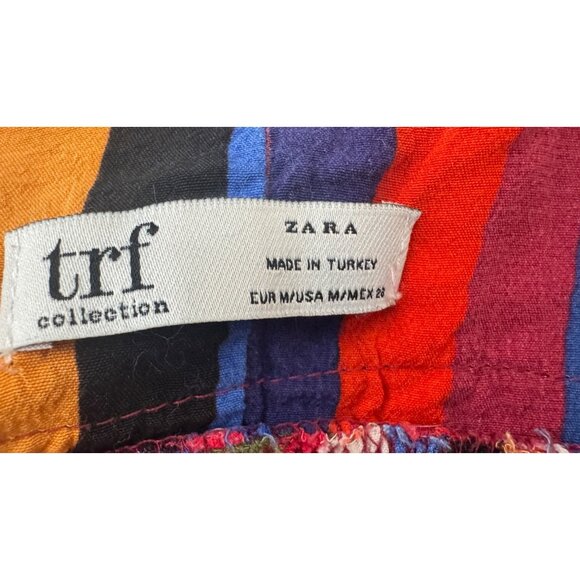 trf
collection
ZARA
MADE IN TURKEY
EUR M/USA M/MEX 28